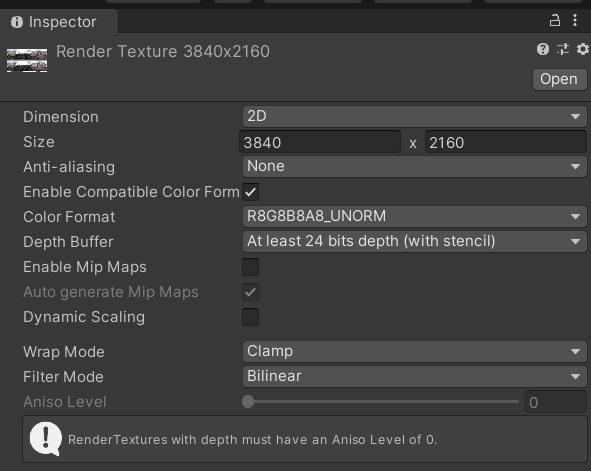 Inspector
Render Texture 3840x2160
Open
Dimension 2D
Size 3840 x 2160
Anti-aliasing None
Enable Compatible Color Form
Color Format R8G8B8A8_UNORM
Depth Buffer At least 24 bits depth (with stencil)
Enable Mip Maps
Auto generate Mip Maps
Dynamic Scaling
Wrap Mode Clamp
Filter Mode Bilinear
Aniso Level 0
RenderTextures with depth must have an Aniso Level of 0.